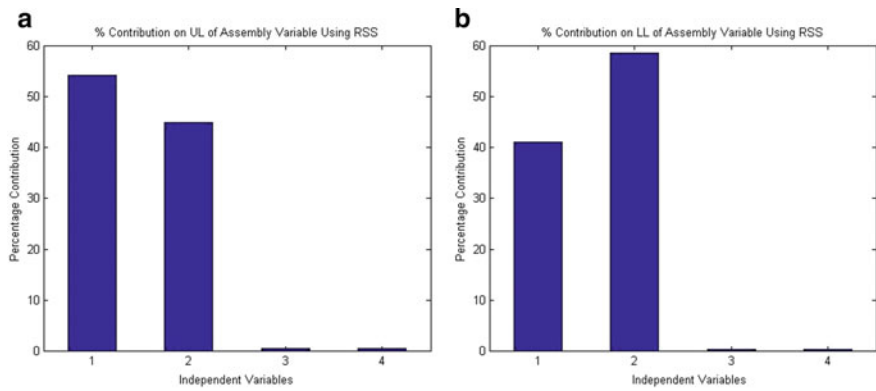 a
% Contribution on UL of Assembly Variable Using RSS
60
50
40
30
20
10
0
Percentage Contribution
1 2 3 4
Independent Variables
b
% Contribution on LL of Assembly Variable Using RSS
60
50
40
30
20
10
0
Percentage Contribution
1 2 3 4
Independent Variables